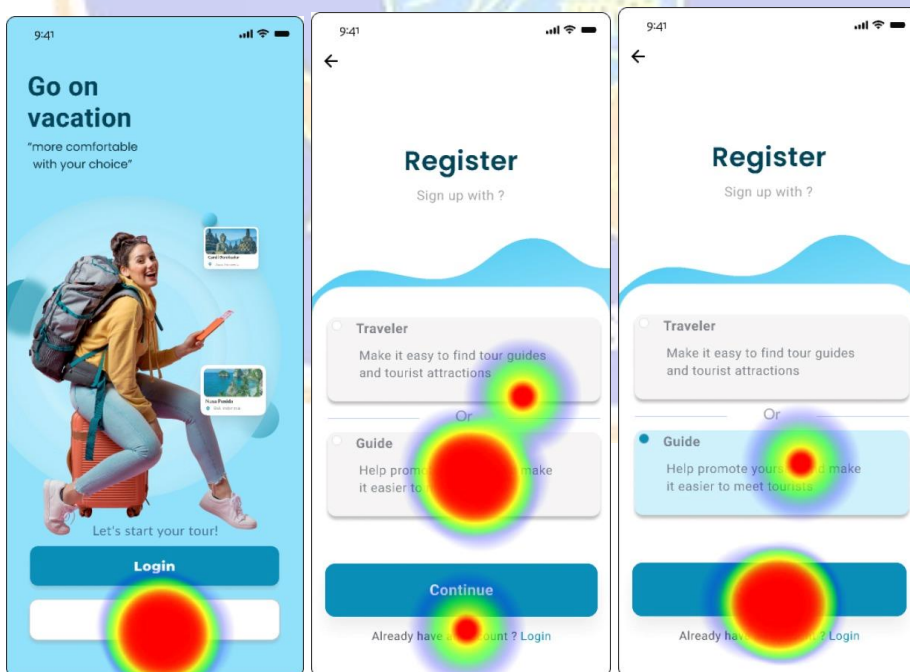 9:41
Go on
vacation
“more comfortable
with your choice”
Let's start your tour!
Login
9:41
Register
Sign up with ?
Traveler
Make it easy to find tour guides
and tourist attractions
Or
Guide
Help make
it easier to
Continue
Already have ? Login
9:41
Register
Sign up with ?
Traveler
Make it easy to find tour guides
and tourist attractions
Or
Guide
Help promote make
it easier to meet tourists
Already ? Login